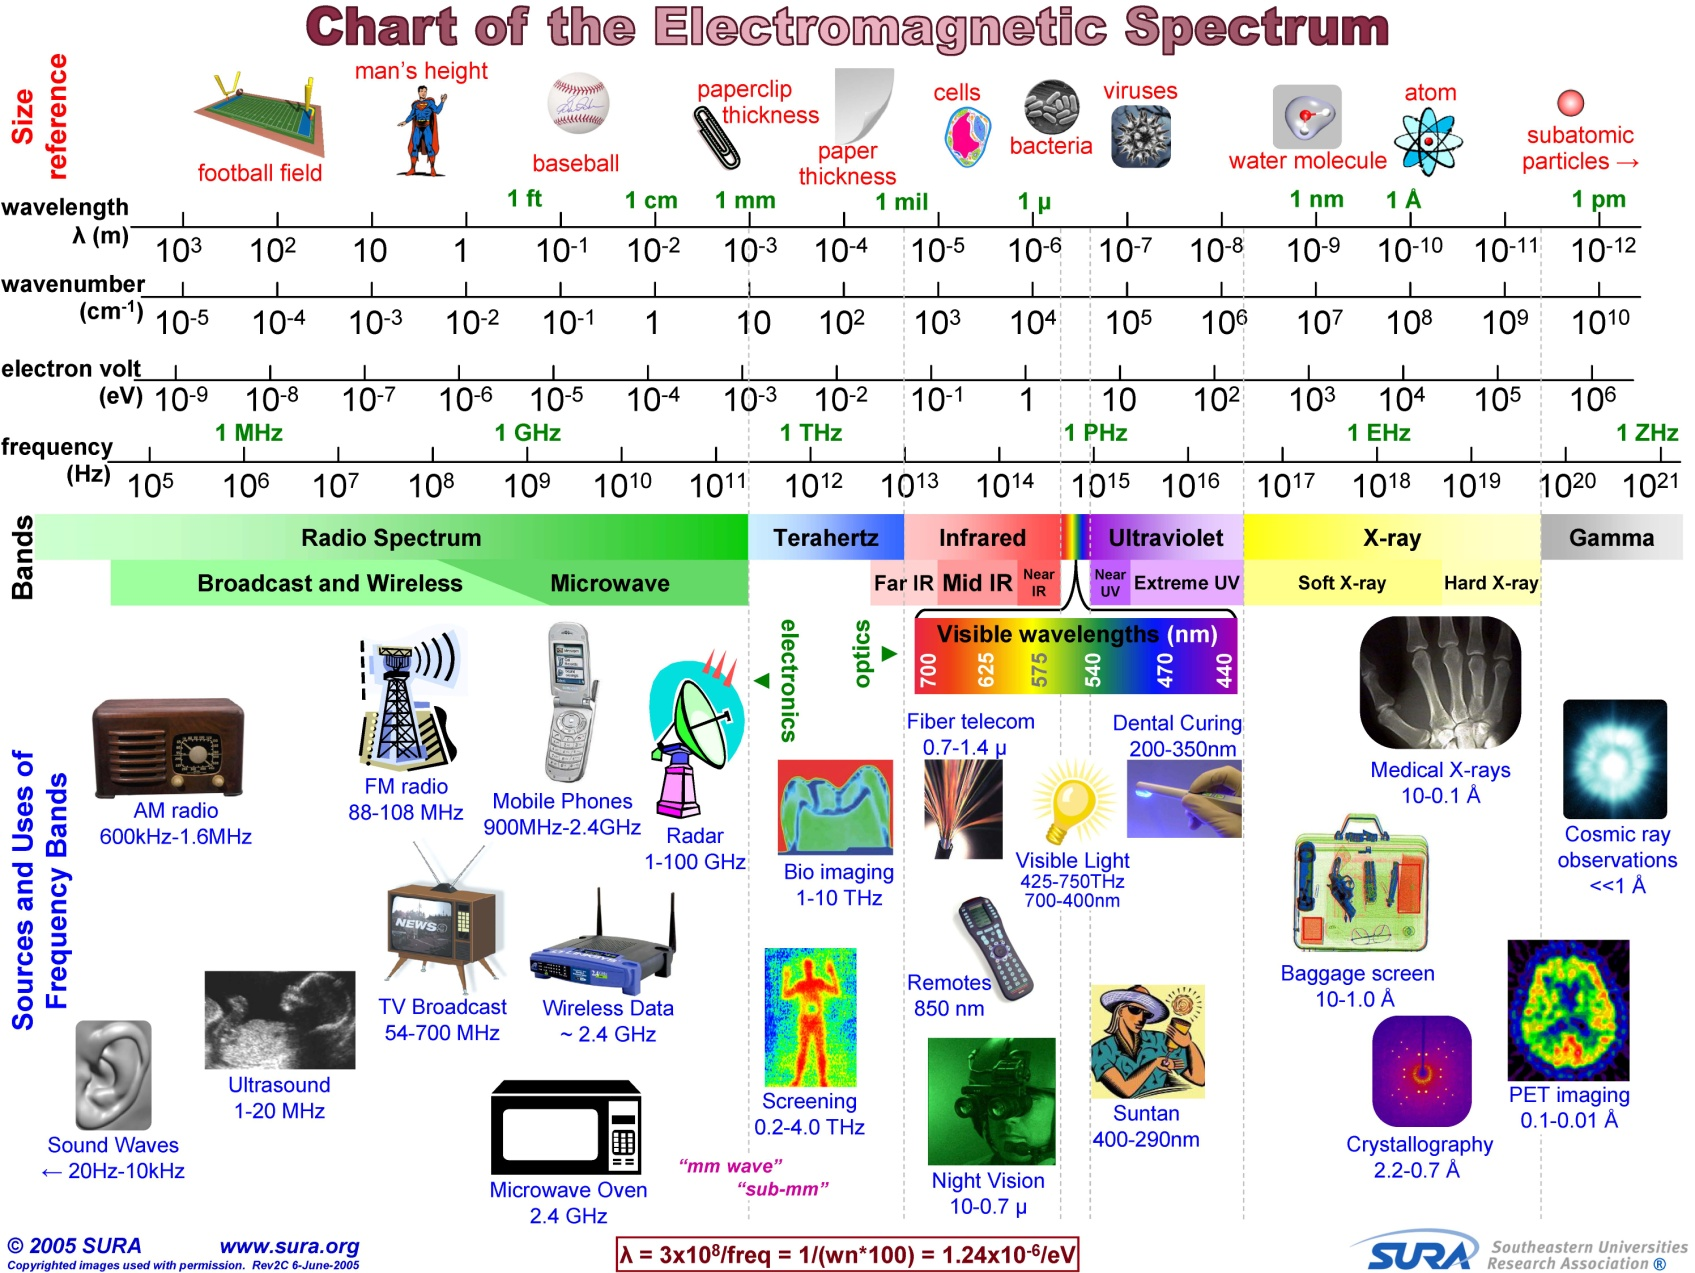 Chart of the Electromagnetic Spectrum
Size
reference
football field
man's height
baseball
paperclip
thickness
paper
thickness
cells
bacteria
viruses
water molecule
atom
subatomic
particles →
wavelength
λ (m)
1 ft
1 cm
1 mm
1 mil
1 µ
1 nm
1 Å
1 pm
10³ 10² 10 1 10⁻¹ 10⁻² 10⁻³ 10⁻⁴ 10⁻⁵ 10⁻⁶ 10⁻⁷ 10⁻⁸ 10⁻⁹ 10⁻¹⁰ 10⁻¹¹ 10⁻¹²
wavenumber
(cm⁻¹)
10⁻⁵ 10⁻⁴ 10⁻³ 10⁻² 10⁻¹ 1 10 10² 10³ 10⁴ 10⁵ 10⁶ 10⁷ 10⁸ 10⁹ 10¹⁰
electron volt
(eV)
10⁻⁹ 10⁻⁸ 10⁻⁷ 10⁻⁶ 10⁻⁵ 10⁻⁴ 10⁻³ 10⁻² 10⁻¹ 1 10 10² 10³ 10⁴ 10⁵ 10⁶
1 MHz
1 GHz
1 THz
1 PHz
1 EHz
1 ZHz
frequency
(Hz)
10⁵ 10⁶ 10⁷ 10⁸ 10⁹ 10¹⁰ 10¹¹ 10¹² 10¹³ 10¹⁴ 10¹⁵ 10¹⁶ 10¹⁷ 10¹⁸ 10¹⁹ 10²⁰ 10²¹
Bands
Radio Spectrum
Terahertz
Infrared
Ultraviolet
X-ray
Gamma
Broadcast and Wireless
Microwave
Far IR
Mid IR
Near
IR
Near
UV
Extreme UV
Soft X-ray
Hard X-ray
electronics
optics
Visible wavelengths (nm)
700 625 575 540 470 440
Sources and Uses of
Frequency Bands
AM radio
600kHz-1.6MHz
FM radio
88-108 MHz
Mobile Phones
900MHz-2.4GHz
Radar
1-100 GHz
Bio imaging
1-10 THz
Fiber telecom
0.7-1.4 µ
Visible Light
425-750THz
700-400nm
Dental Curing
200-350nm
Medical X-rays
10-0.1 Å
Cosmic ray
observations
<<1 Å
Sound Waves
← 20Hz-10kHz
Ultrasound
1-20 MHz
NEWS
TV Broadcast
54-700 MHz
Wireless Data
~ 2.4 GHz
Microwave Oven
2.4 GHz
Screening
0.2-4.0 THz
"mm wave"
"sub-mm"
Remotes
850 nm
Night Vision
10-0.7 µ
Suntan
400-290nm
Baggage screen
10-1.0 Å
Crystallography
2.2-0.7 Å
PET imaging
0.1-0.01 Å
© 2005 SURA www.sura.org
Copyrighted images used with permission. Rev2C 6-June-2005
λ = 3x10⁸/freq = 1/(wn*100) = 1.24x10⁻⁶/eV
SURA
Southeastern Universities
Research Association ®